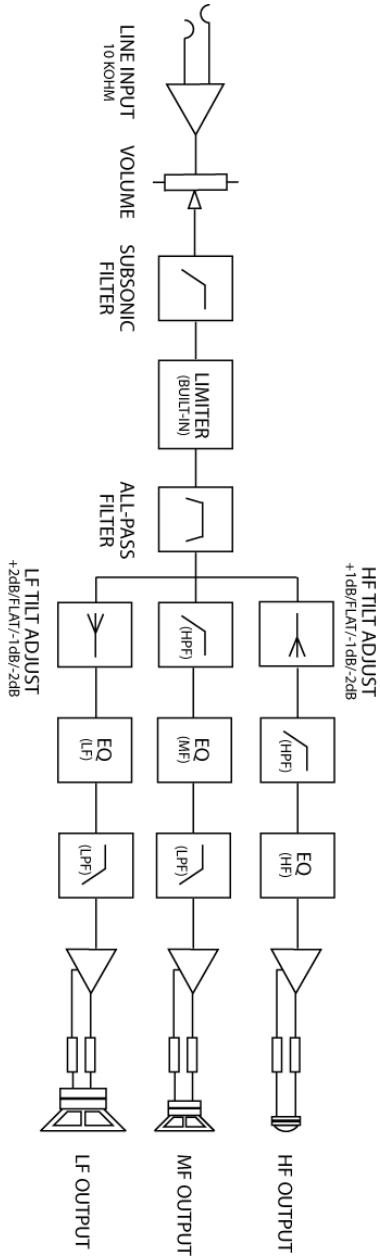 LINE INPUT
10 KOHM
VOLUME
SUBSONIC
FILTER
LIMITER
(BUILT-IN)
ALL-PASS
FILTER
HF TILT ADJUST
+1dB/FLAT/-1dB/-2dB
(HPF)
EQ
(HF)
HF OUTPUT
(HPF)
EQ
(MF)
(LPF)
MF OUTPUT
LF TILT ADJUST
+2dB/FLAT/-1dB/-2dB
EQ
(LF)
(LPF)
LF OUTPUT